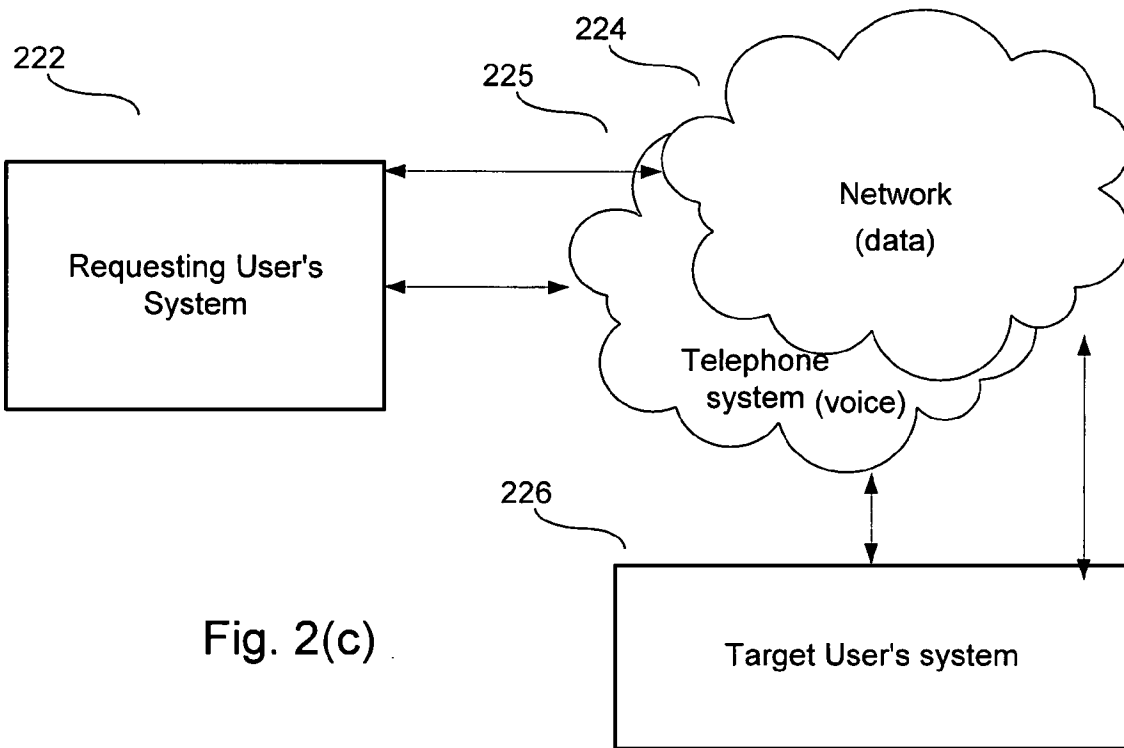 222
224
225
Network
(data)
Requesting User's
System
Telephone
system (voice)
226
Fig. 2(c)
Target User's system